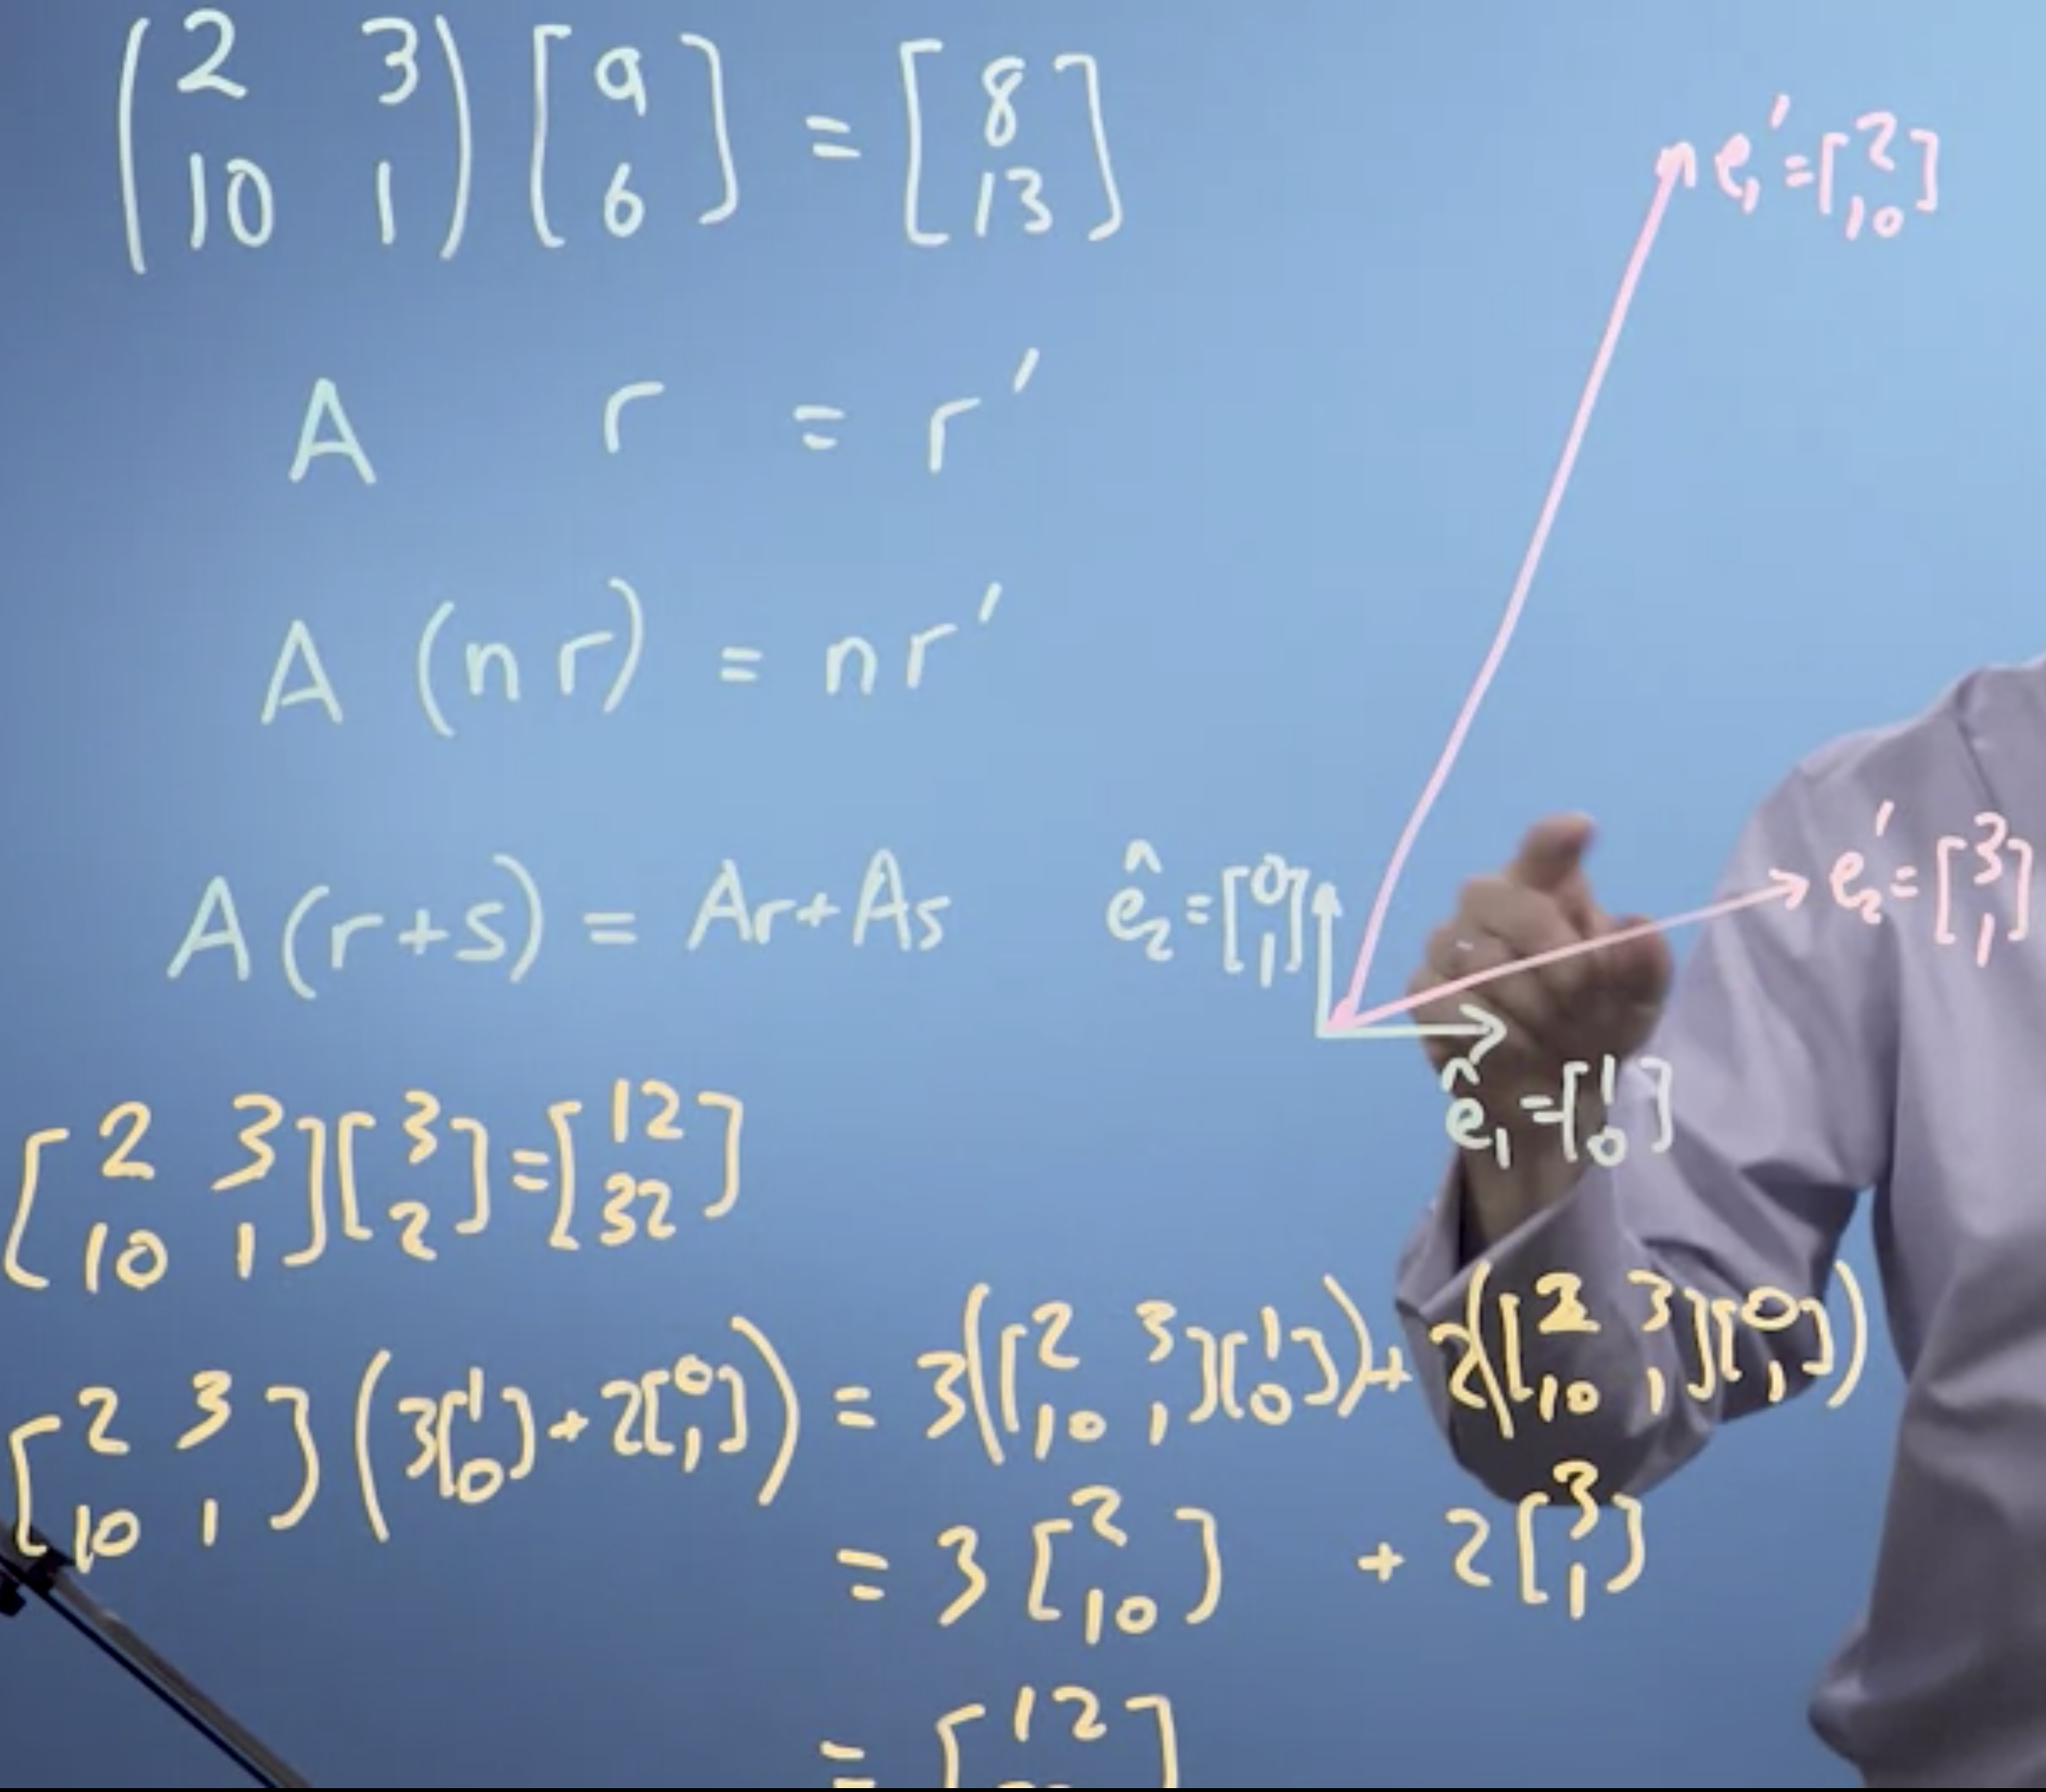 (2 3
10 1) [a
b] = [8
13]
A r = r'
A (n r) = n r'
A (r+s) = Ar + As
[2 3
10 1][3
2] = [12
32]
[2 3
10 1] (3[1
0] + 2[0
1]) = 3([2 3
10 1][1
0]) + 2([2 3
10 1][0
1])
= 3 [2
10] + 2 [3
1]
= [12
e₁' = [2
10]
ê₂ = [0
1]
e₂' = [3
1]
ê₁ = [1
0]